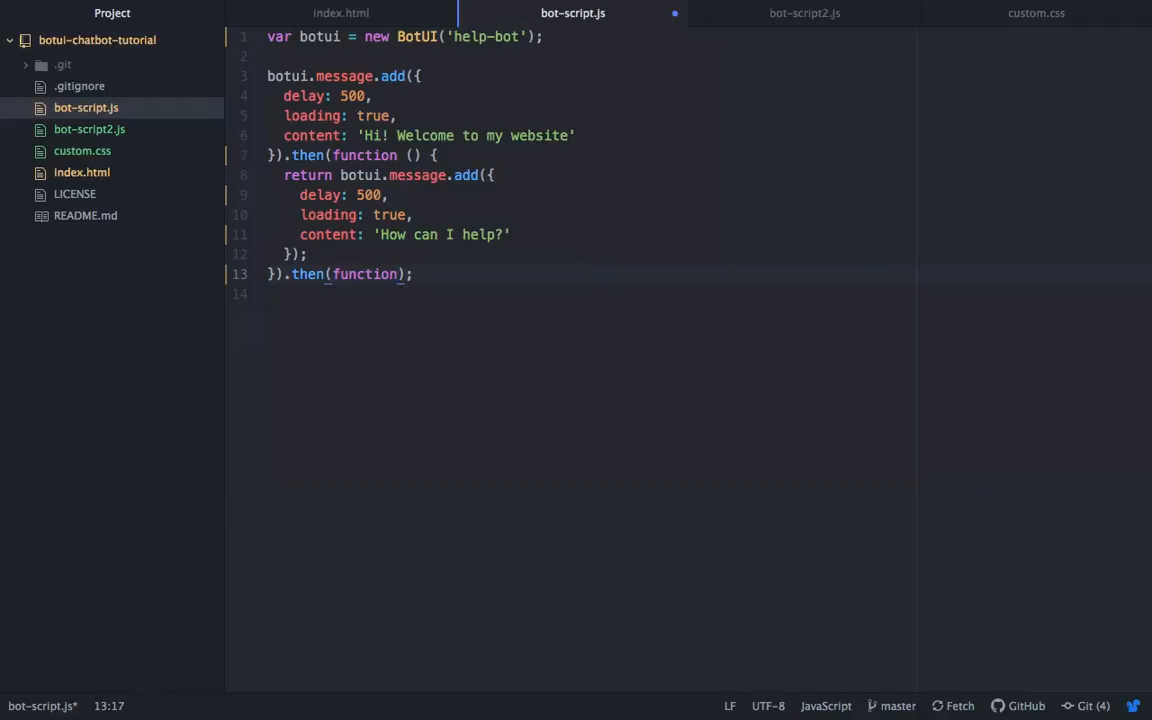 Project
index.html
bot-script.js
bot-script2.js
custom.css
botui-chatbot-tutorial
.git
.gitignore
bot-script.js
bot-script2.js
custom.css
index.html
LICENSE
README.md
1 var botui = new BotUI('help-bot');
2
3 botui.message.add({
4 delay: 500,
5 loading: true,
6 content: 'Hi! Welcome to my website'
7 }).then(function () {
8 return botui.message.add({
9 delay: 500,
10 loading: true,
11 content: 'How can I help?'
12 });
13 }).then(function);
14
bot-script.js* 13:17 LF UTF-8 JavaScript master Fetch GitHub Git (4)